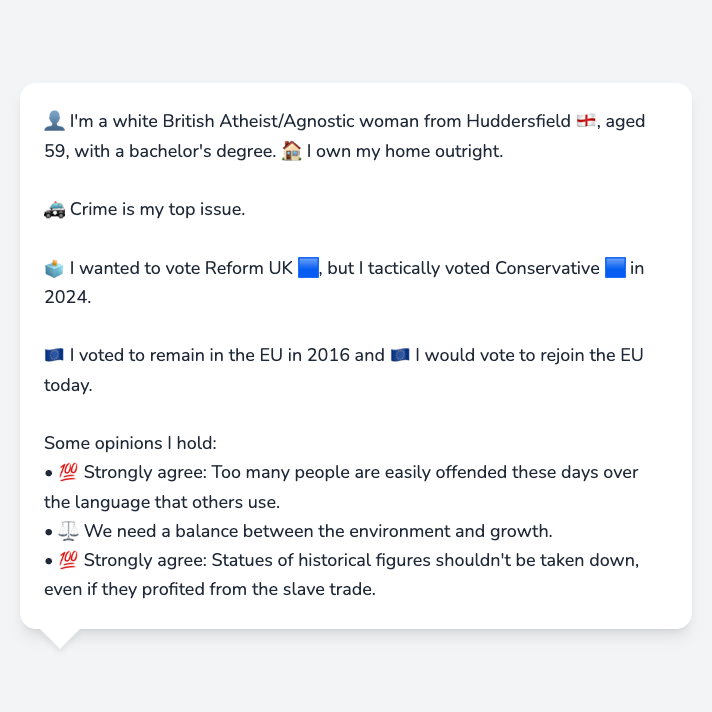 👤 I'm a white British Atheist/Agnostic woman from Huddersfield 🏴󠁧󠁢󠁥󠁮󠁧󠁿, aged
59, with a bachelor's degree. 🏠 I own my home outright.
🚓 Crime is my top issue.
🗳️ I wanted to vote Reform UK 🟦, but I tactically voted Conservative 🟦 in
2024.
🇪🇺 I voted to remain in the EU in 2016 and 🇪🇺 I would vote to rejoin the EU
today.
Some opinions I hold:
• 💯 Strongly agree: Too many people are easily offended these days over
the language that others use.
• ⚖️ We need a balance between the environment and growth.
• 💯 Strongly agree: Statues of historical figures shouldn't be taken down,
even if they profited from the slave trade.